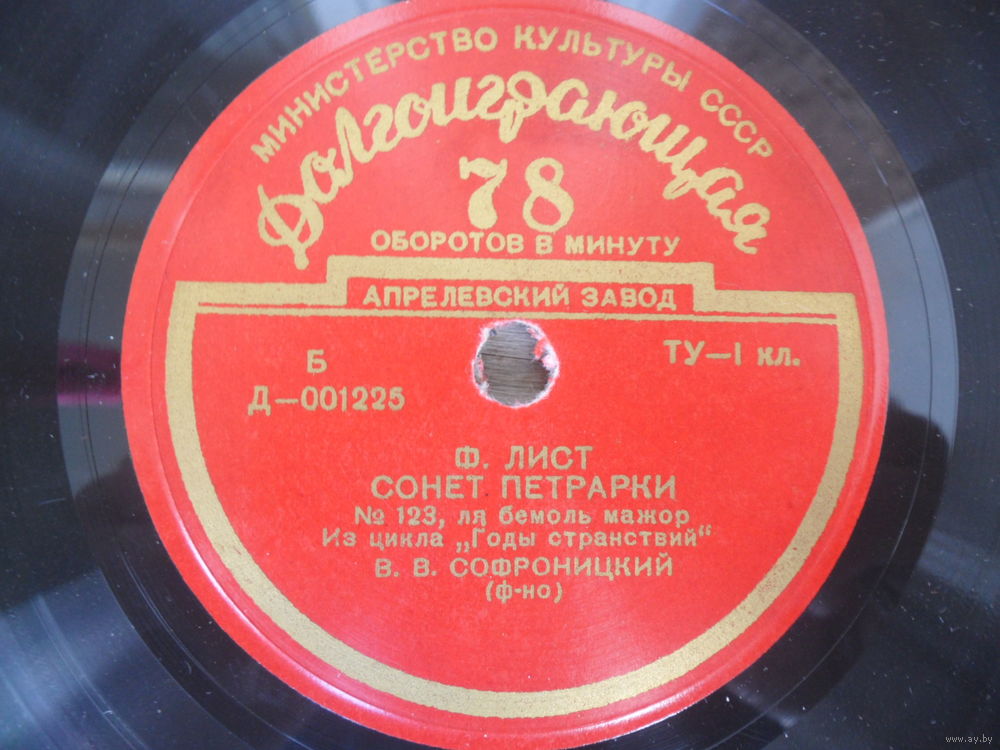 МИНИСТЕРСТВО КУЛЬТУРЫ СССР
Долгоиграющая
78
ОБОРОТОВ В МИНУТУ
АПРЕЛЕВСКИЙ ЗАВОД
Б
ТУ—I кл.
Д—001225
Ф. ЛИСТ
СОНЕТ ПЕТРАРКИ
№ 123, ля бемоль мажор
Из цикла „Годы странствий“
В. В. СОФРОНИЦКИЙ
(ф-но)
www.ay.by